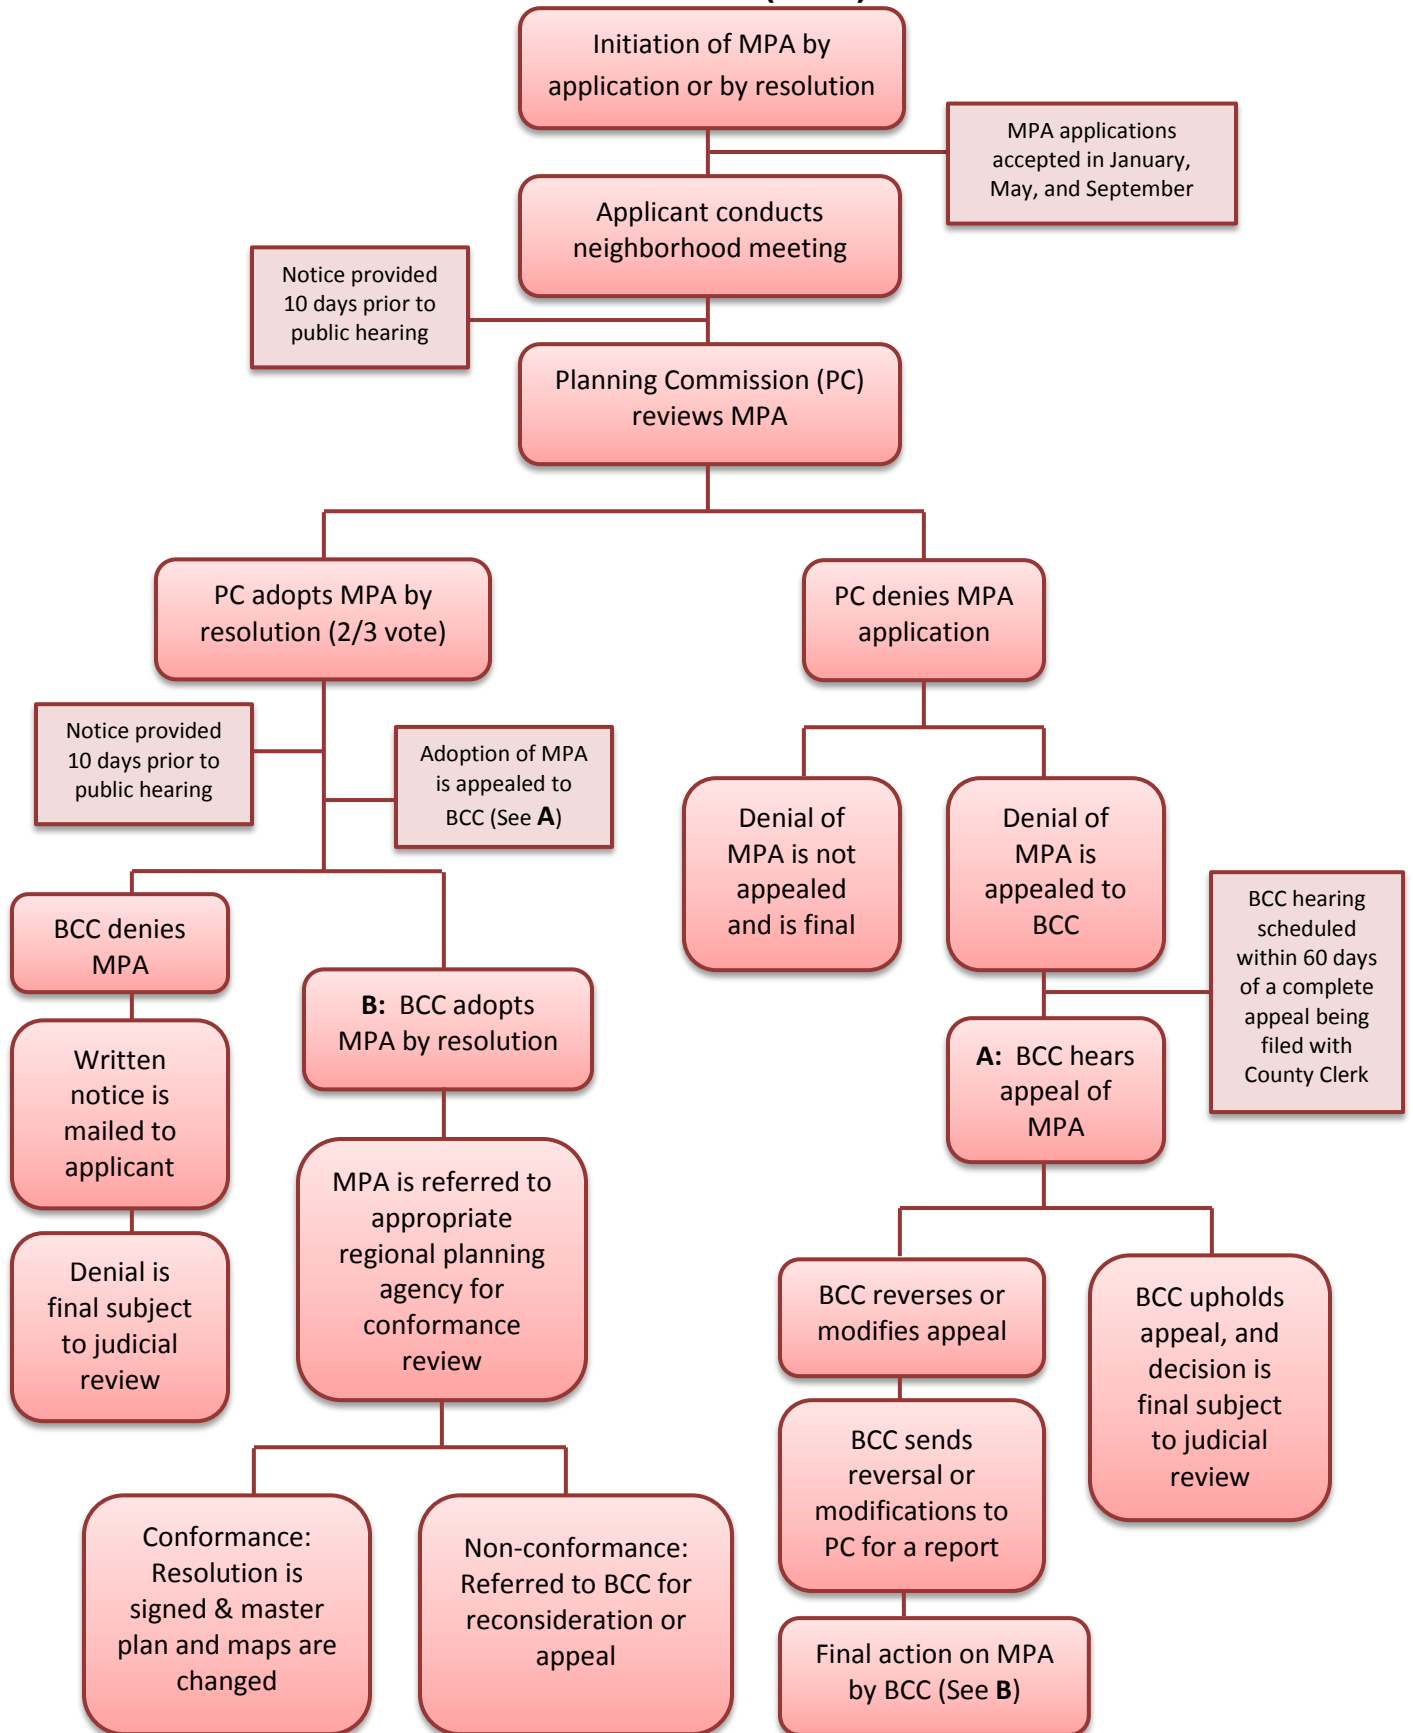 Initiation of MPA by
application or by resolution
MPA applications
accepted in January,
May, and September
Applicant conducts
neighborhood meeting
Notice provided
10 days prior to
public hearing
Planning Commission (PC)
reviews MPA
PC adopts MPA by
resolution (2/3 vote)
PC denies MPA
application
Notice provided
10 days prior to
public hearing
Adoption of MPA
is appealed to
BCC (See A)
Denial of
MPA is not
appealed
and is final
Denial of
MPA is
appealed to
BCC
BCC hearing
scheduled
within 60 days
of a complete
appeal being
filed with
County Clerk
BCC denies
MPA
B: BCC adopts
MPA by resolution
A: BCC hears
appeal of
MPA
Written
notice is
mailed to
applicant
MPA is referred to
appropriate
regional planning
agency for
conformance
review
Denial is
final subject
to judicial
review
BCC reverses or
modifies appeal
BCC upholds
appeal, and
decision is
final subject
to judicial
review
BCC sends
reversal or
modifications to
PC for a report
Conformance:
Resolution is
signed & master
plan and maps are
changed
Non-conformance:
Referred to BCC for
reconsideration or
appeal
Final action on MPA
by BCC (See B)